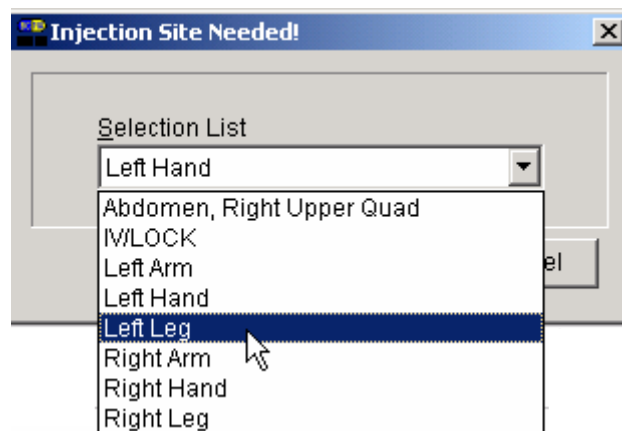 Injection Site Needed!
Selection List
Left Hand
Abdomen, Right Upper Quad
IV/LOCK
Left Arm
Left Hand
Left Leg
Right Arm
Right Hand
Right Leg